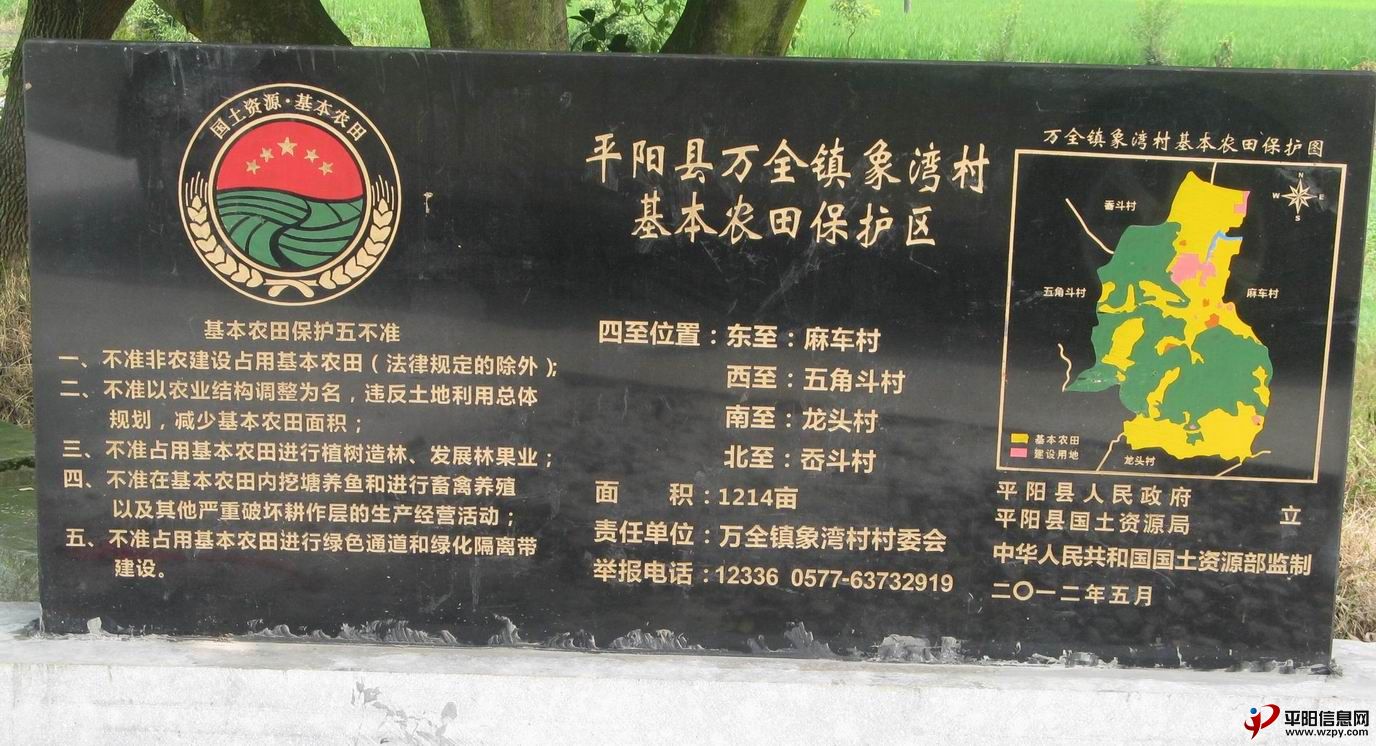 国土资源·基本农田
基本农田保护五不准
一、不准非农建设占用基本农田（法律规定的除外）；
二、不准以农业结构调整为名，违反土地利用总体
规划，减少基本农田面积；
三、不准占用基本农田进行植树造林、发展林果业；
四、不准在基本农田内挖塘养鱼和进行畜禽养殖
以及其他严重破坏耕作层的生产经营活动；
五、不准占用基本农田进行绿色通道和绿化隔离带
建设。
平阳县万全镇象湾村
基本农田保护区
四至位置：东至：麻车村
西至：五角斗村
南至：龙头村
北至：岙斗村
面 积：1214亩
责任单位：万全镇象湾村村委会
举报电话：12336 0577-63732919
万全镇象湾村基本农田保护图
N
W E
S
岙斗村
五角斗村
麻车村
龙头村
基本农田
建设用地
平阳县人民政府
平阳县国土资源局 立
中华人民共和国国土资源部监制
二〇一二年五月
平阳信息网
www.wzpy.com